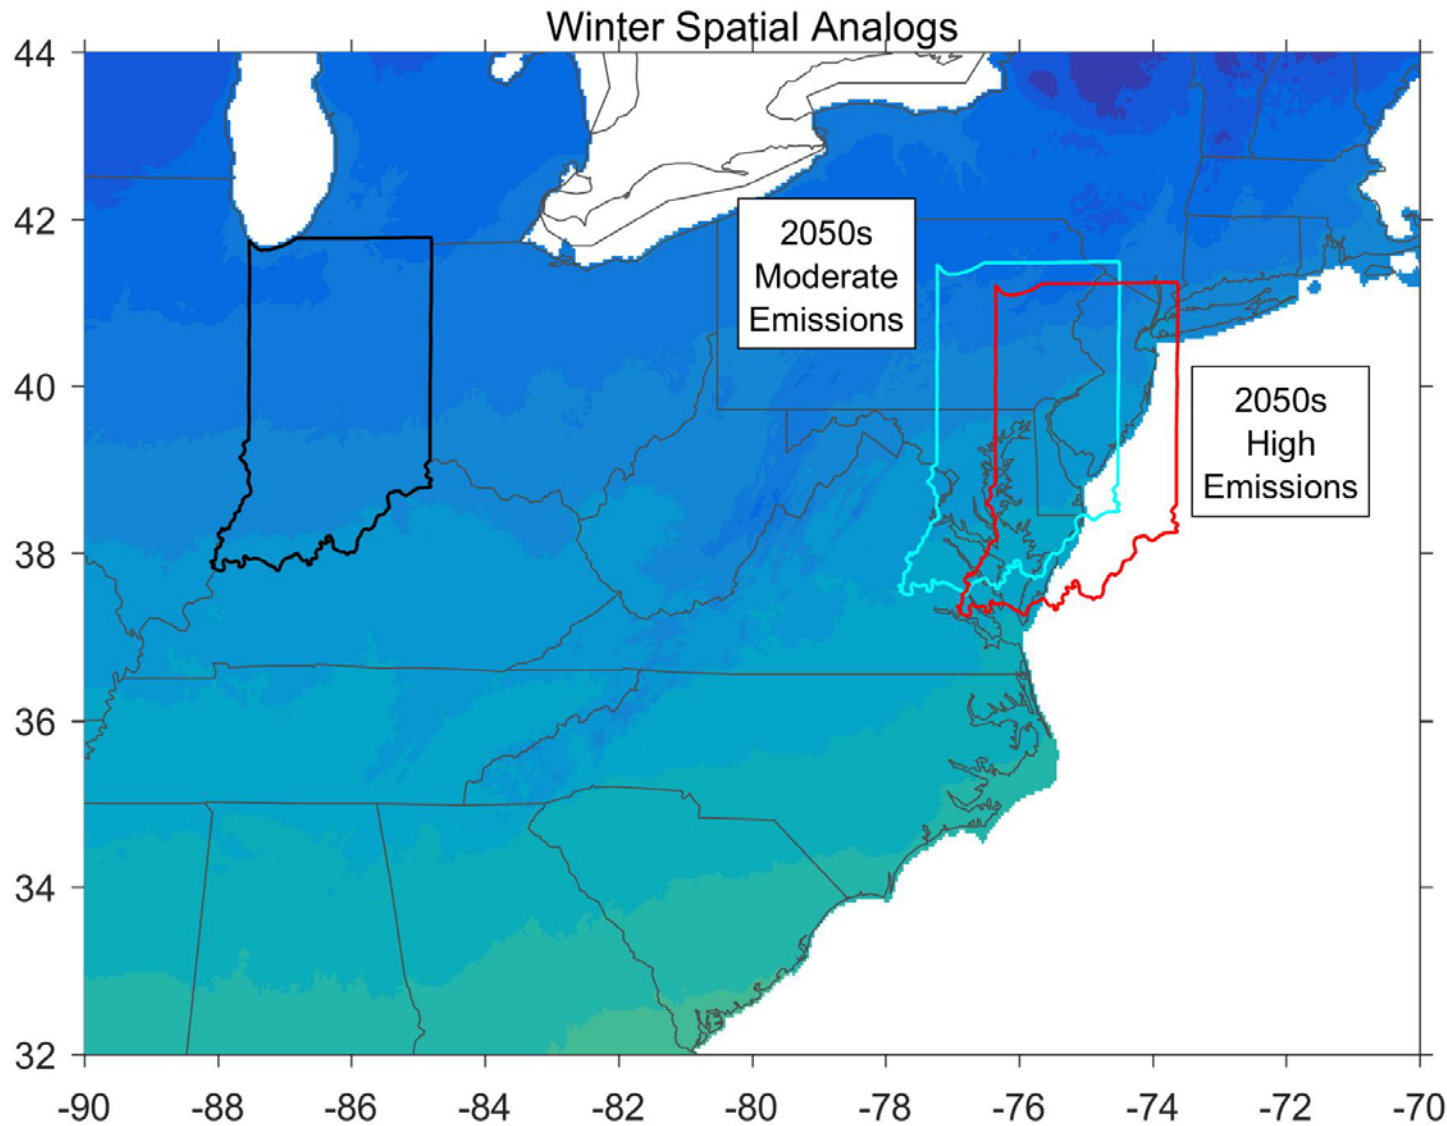 Winter Spatial Analogs
44
42
40
38
36
34
32
2050s
Moderate
Emissions
2050s
High
Emissions
-90 -88 -86 -84 -82 -80 -78 -76 -74 -72 -70